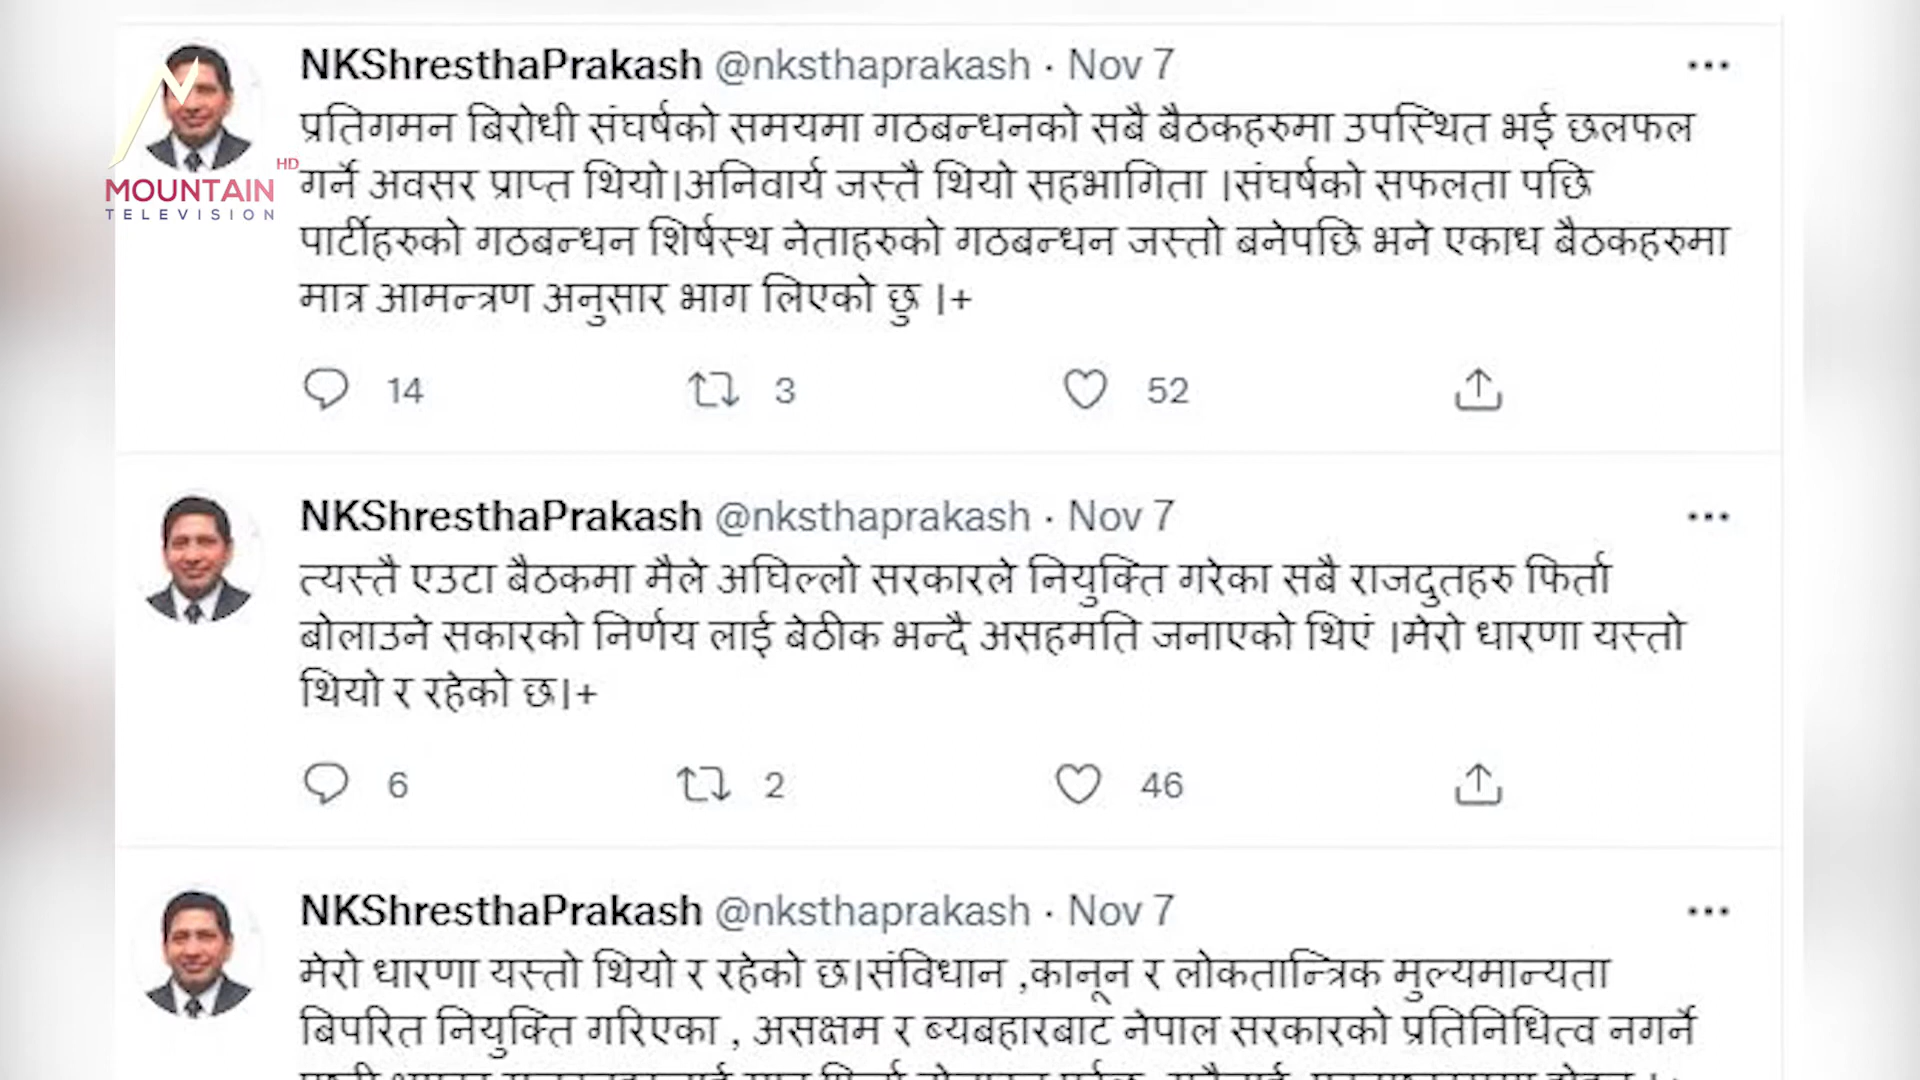 NKShresthaPrakash @nksthaprakash · Nov 7
प्रतिगमन बिरोधी संघर्षको समयमा गठबन्धनको सबै बैठकहरुमा उपस्थित भई छलफल
गर्ने अवसर प्राप्त थियो।अनिवार्य जस्तै थियो सहभागिता ।संघर्षको सफलता पछि
पार्टीहरुको गठबन्धन शिर्षस्थ नेताहरुको गठबन्धन जस्तो बनेपछि भने एकाध बैठकहरुमा
मात्र आमन्त्रण अनुसार भाग लिएको छु ।+
14 3 52
HD
MOUNTAIN
TELEVISION
NKShresthaPrakash @nksthaprakash · Nov 7
त्यस्तै एउटा बैठकमा मैले अघिल्लो सरकारले नियुक्ति गरेका सबै राजदुतहरु फिर्ता
बोलाउने सकारको निर्णय लाई बेठीक भन्दै असहमति जनाएको थिएं ।मेरो धारणा यस्तो
थियो र रहेको छ।+
6 2 46
NKShresthaPrakash @nksthaprakash · Nov 7
मेरो धारणा यस्तो थियो र रहेको छ।संविधान ,कानून र लोकतान्त्रिक मुल्यमान्यता
बिपरित नियुक्ति गरिएका , असक्षम र ब्यबहारबाट नेपाल सरकारको प्रतिनिधित्व नगर्ने